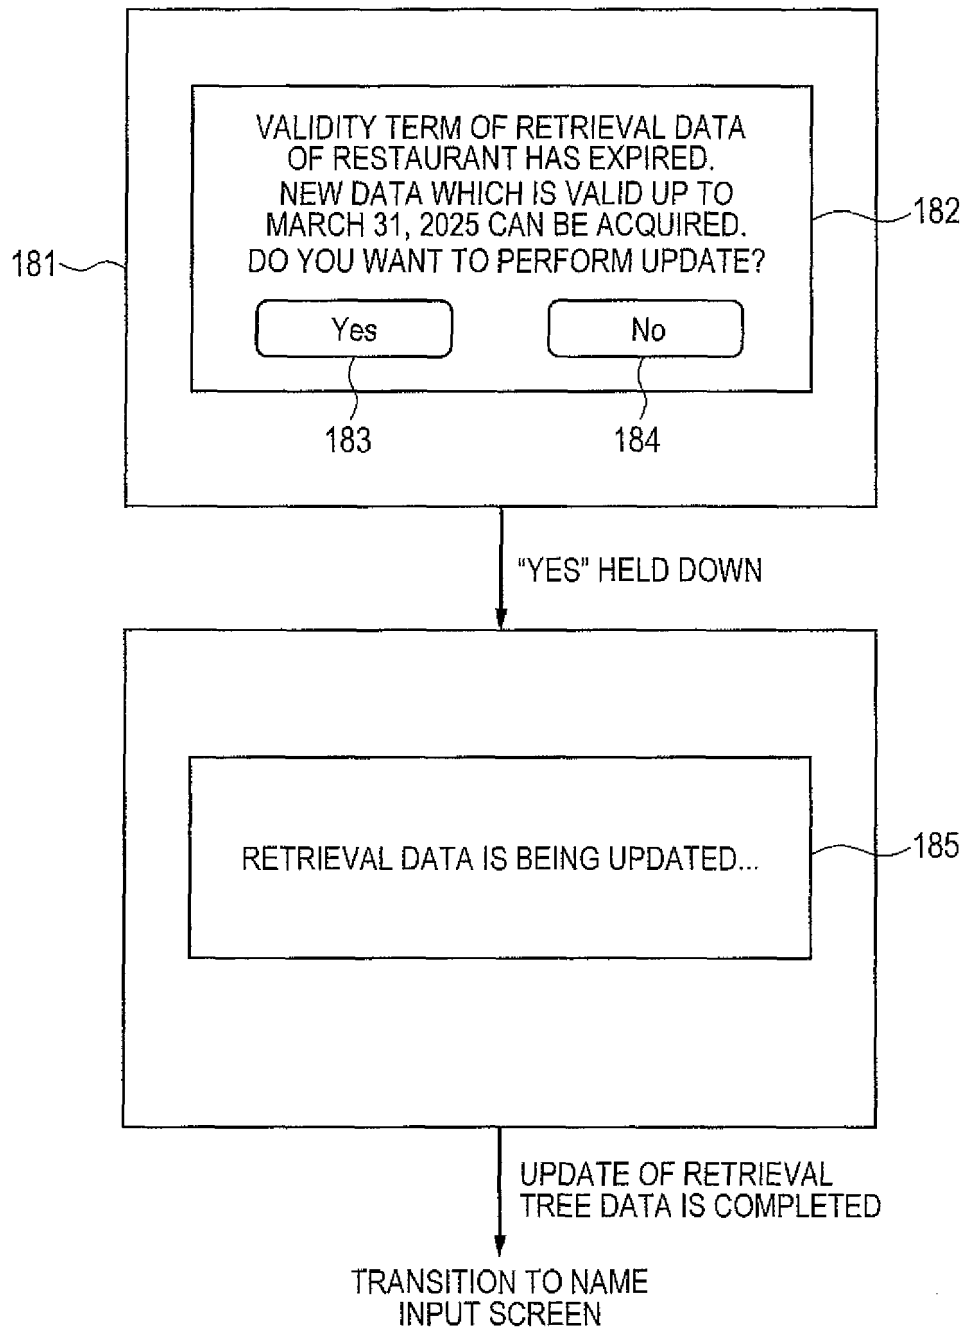 VALIDITY TERM OF RETRIEVAL DATA
OF RESTAURANT HAS EXPIRED.
NEW DATA WHICH IS VALID UP TO
MARCH 31, 2025 CAN BE ACQUIRED.
DO YOU WANT TO PERFORM UPDATE?
182
181
Yes
No
183
184
"YES" HELD DOWN
RETRIEVAL DATA IS BEING UPDATED...
185
UPDATE OF RETRIEVAL
TREE DATA IS COMPLETED
TRANSITION TO NAME
INPUT SCREEN